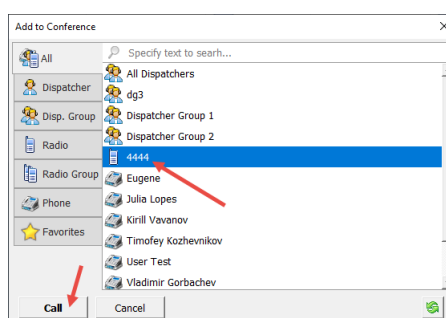 Add to Conference
All
Dispatcher
Disp. Group
Radio
Radio Group
Phone
Favorites
Specify text to searh...
All Dispatchers
dg3
Dispatcher Group 1
Dispatcher Group 2
4444
Eugene
Julia Lopes
Kirill Vavanov
Timofey Kozhevnikov
User Test
Vladimir Gorbachev
Call
Cancel